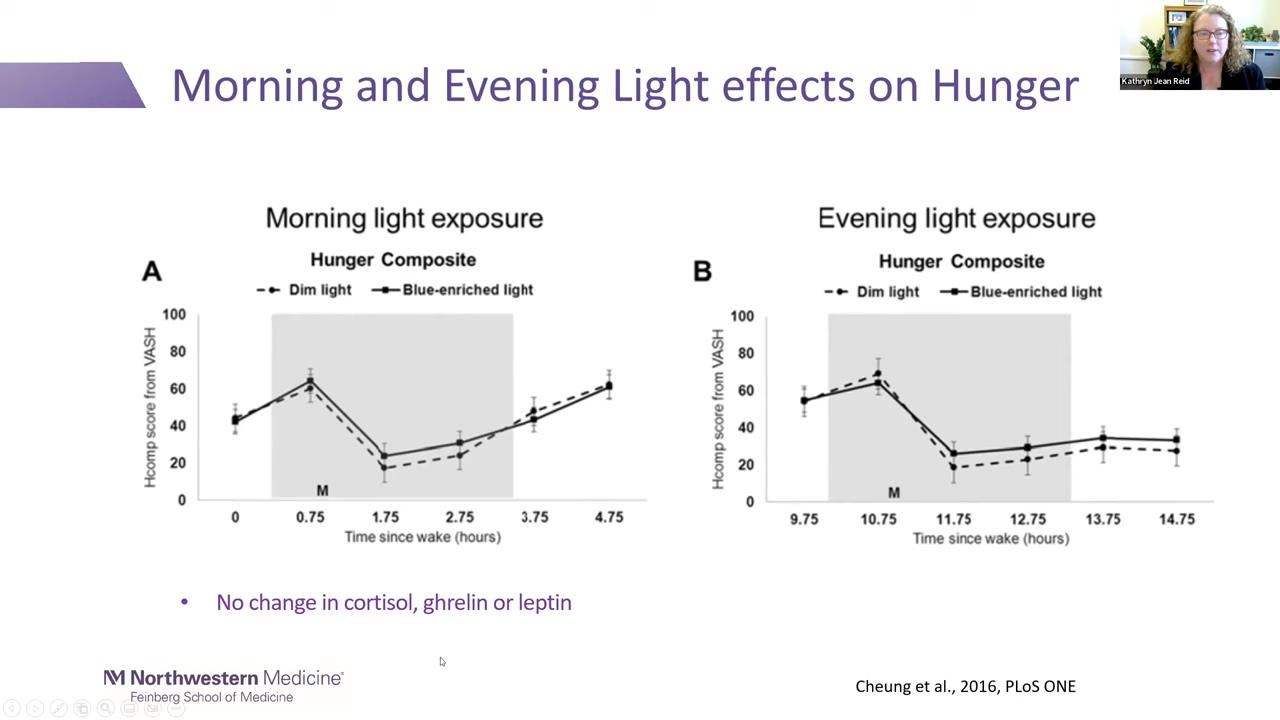 Kathryn Jean Reid
Morning and Evening Light effects on Hunger
Morning light exposure
A
Hunger Composite
Dim light
Blue-enriched light
Hcomp score from VASH
100
80
60
40
20
0
M
0 0.75 1.75 2.75 3.75 4.75
Time since wake (hours)
Evening light exposure
B
Hunger Composite
Dim light
Blue-enriched light
Hcomp score from VASH
100
80
60
40
20
0
M
9.75 10.75 11.75 12.75 13.75 14.75
Time since wake (hours)
• No change in cortisol, ghrelin or leptin
NM Northwestern Medicine®
Feinberg School of Medicine
Cheung et al., 2016, PLoS ONE